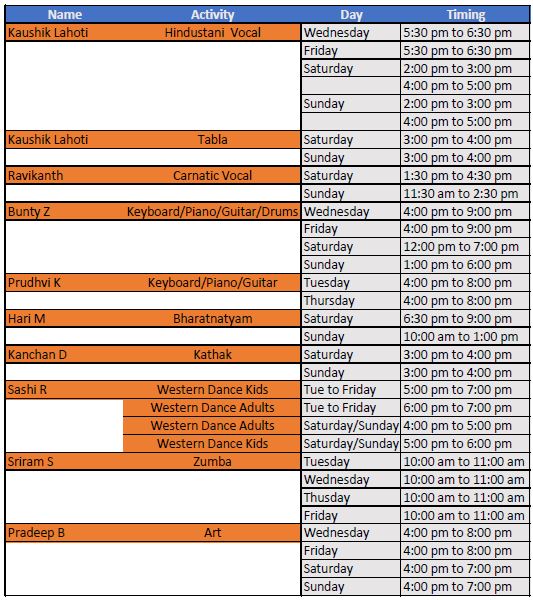 Name Activity Day Timing
Kaushik Lahoti Hindustani Vocal Wednesday 5:30 pm to 6:30 pm
Friday 5:30 pm to 6:30 pm
Saturday 2:00 pm to 3:00 pm
4:00 pm to 5:00 pm
Sunday 2:00 pm to 3:00 pm
4:00 pm to 5:00 pm
Kaushik Lahoti Tabla Saturday 3:00 pm to 4:00 pm
Sunday 3:00 pm to 4:00 pm
Ravikanth Carnatic Vocal Saturday 1:30 pm to 4:30 pm
Sunday 11:30 am to 2:30 pm
Bunty Z Keyboard/Piano/Guitar/Drums Wednesday 4:00 pm to 9:00 pm
Friday 4:00 pm to 9:00 pm
Saturday 12:00 pm to 7:00 pm
Sunday 1:00 pm to 6:00 pm
Prudhvi K Keyboard/Piano/Guitar Tuesday 4:00 pm to 8:00 pm
Thursday 4:00 pm to 8:00 pm
Hari M Bharatnatyam Saturday 6:30 pm to 9:00 pm
Sunday 10:00 am to 1:00 pm
Kanchan D Kathak Saturday 3:00 pm to 4:00 pm
Sunday 3:00 pm to 4:00 pm
Sashi R Western Dance Kids Tue to Friday 5:00 pm to 7:00 pm
Western Dance Adults Tue to Friday 6:00 pm to 7:00 pm
Western Dance Adults Saturday/Sunday 4:00 pm to 5:00 pm
Western Dance Kids Saturday/Sunday 5:00 pm to 6:00 pm
Sriram S Zumba Tuesday 10:00 am to 11:00 am
Wednesday 10:00 am to 11:00 am
Thusday 10:00 am to 11:00 am
Friday 10:00 am to 11:00 am
Pradeep B Art Wednesday 4:00 pm to 8:00 pm
Friday 4:00 pm to 8:00 pm
Saturday 4:00 pm to 7:00 pm
Sunday 4:00 pm to 7:00 pm